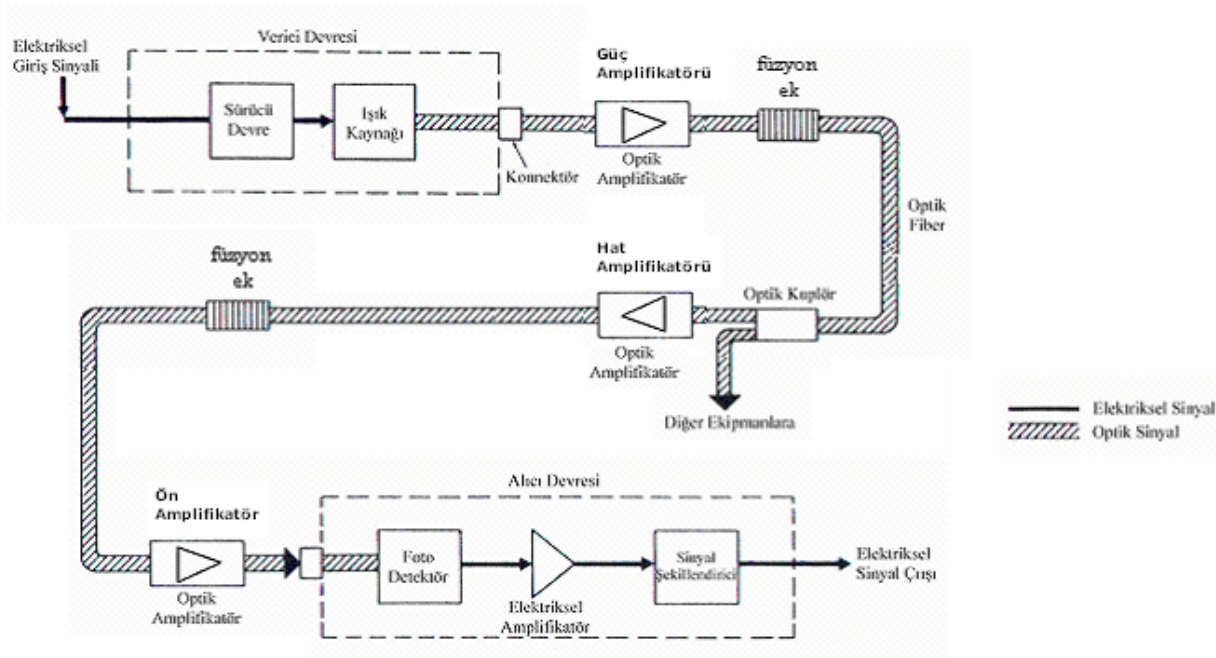 Elektriksel
Giriş Sinyali
Verici Devresi
Sürücü
Devre
Işık
Kaynağı
Konnektör
Güç
Amplifikatörü
Optik
Amplifikatör
füzyon
ek
Optik
Fiber
füzyon
ek
Hat
Amplifikatörü
Optik
Amplifikatör
Optik Kuplör
Diğer Ekipmanlara
Elektriksel Sinyal
Optik Sinyal
Ön
Amplifikatör
Optik
Amplifikatör
Alıcı Devresi
Foto
Detektör
Elektriksel
Amplifikatör
Sinyal
Şekillendirici
Elektriksel
Sinyal Çışı